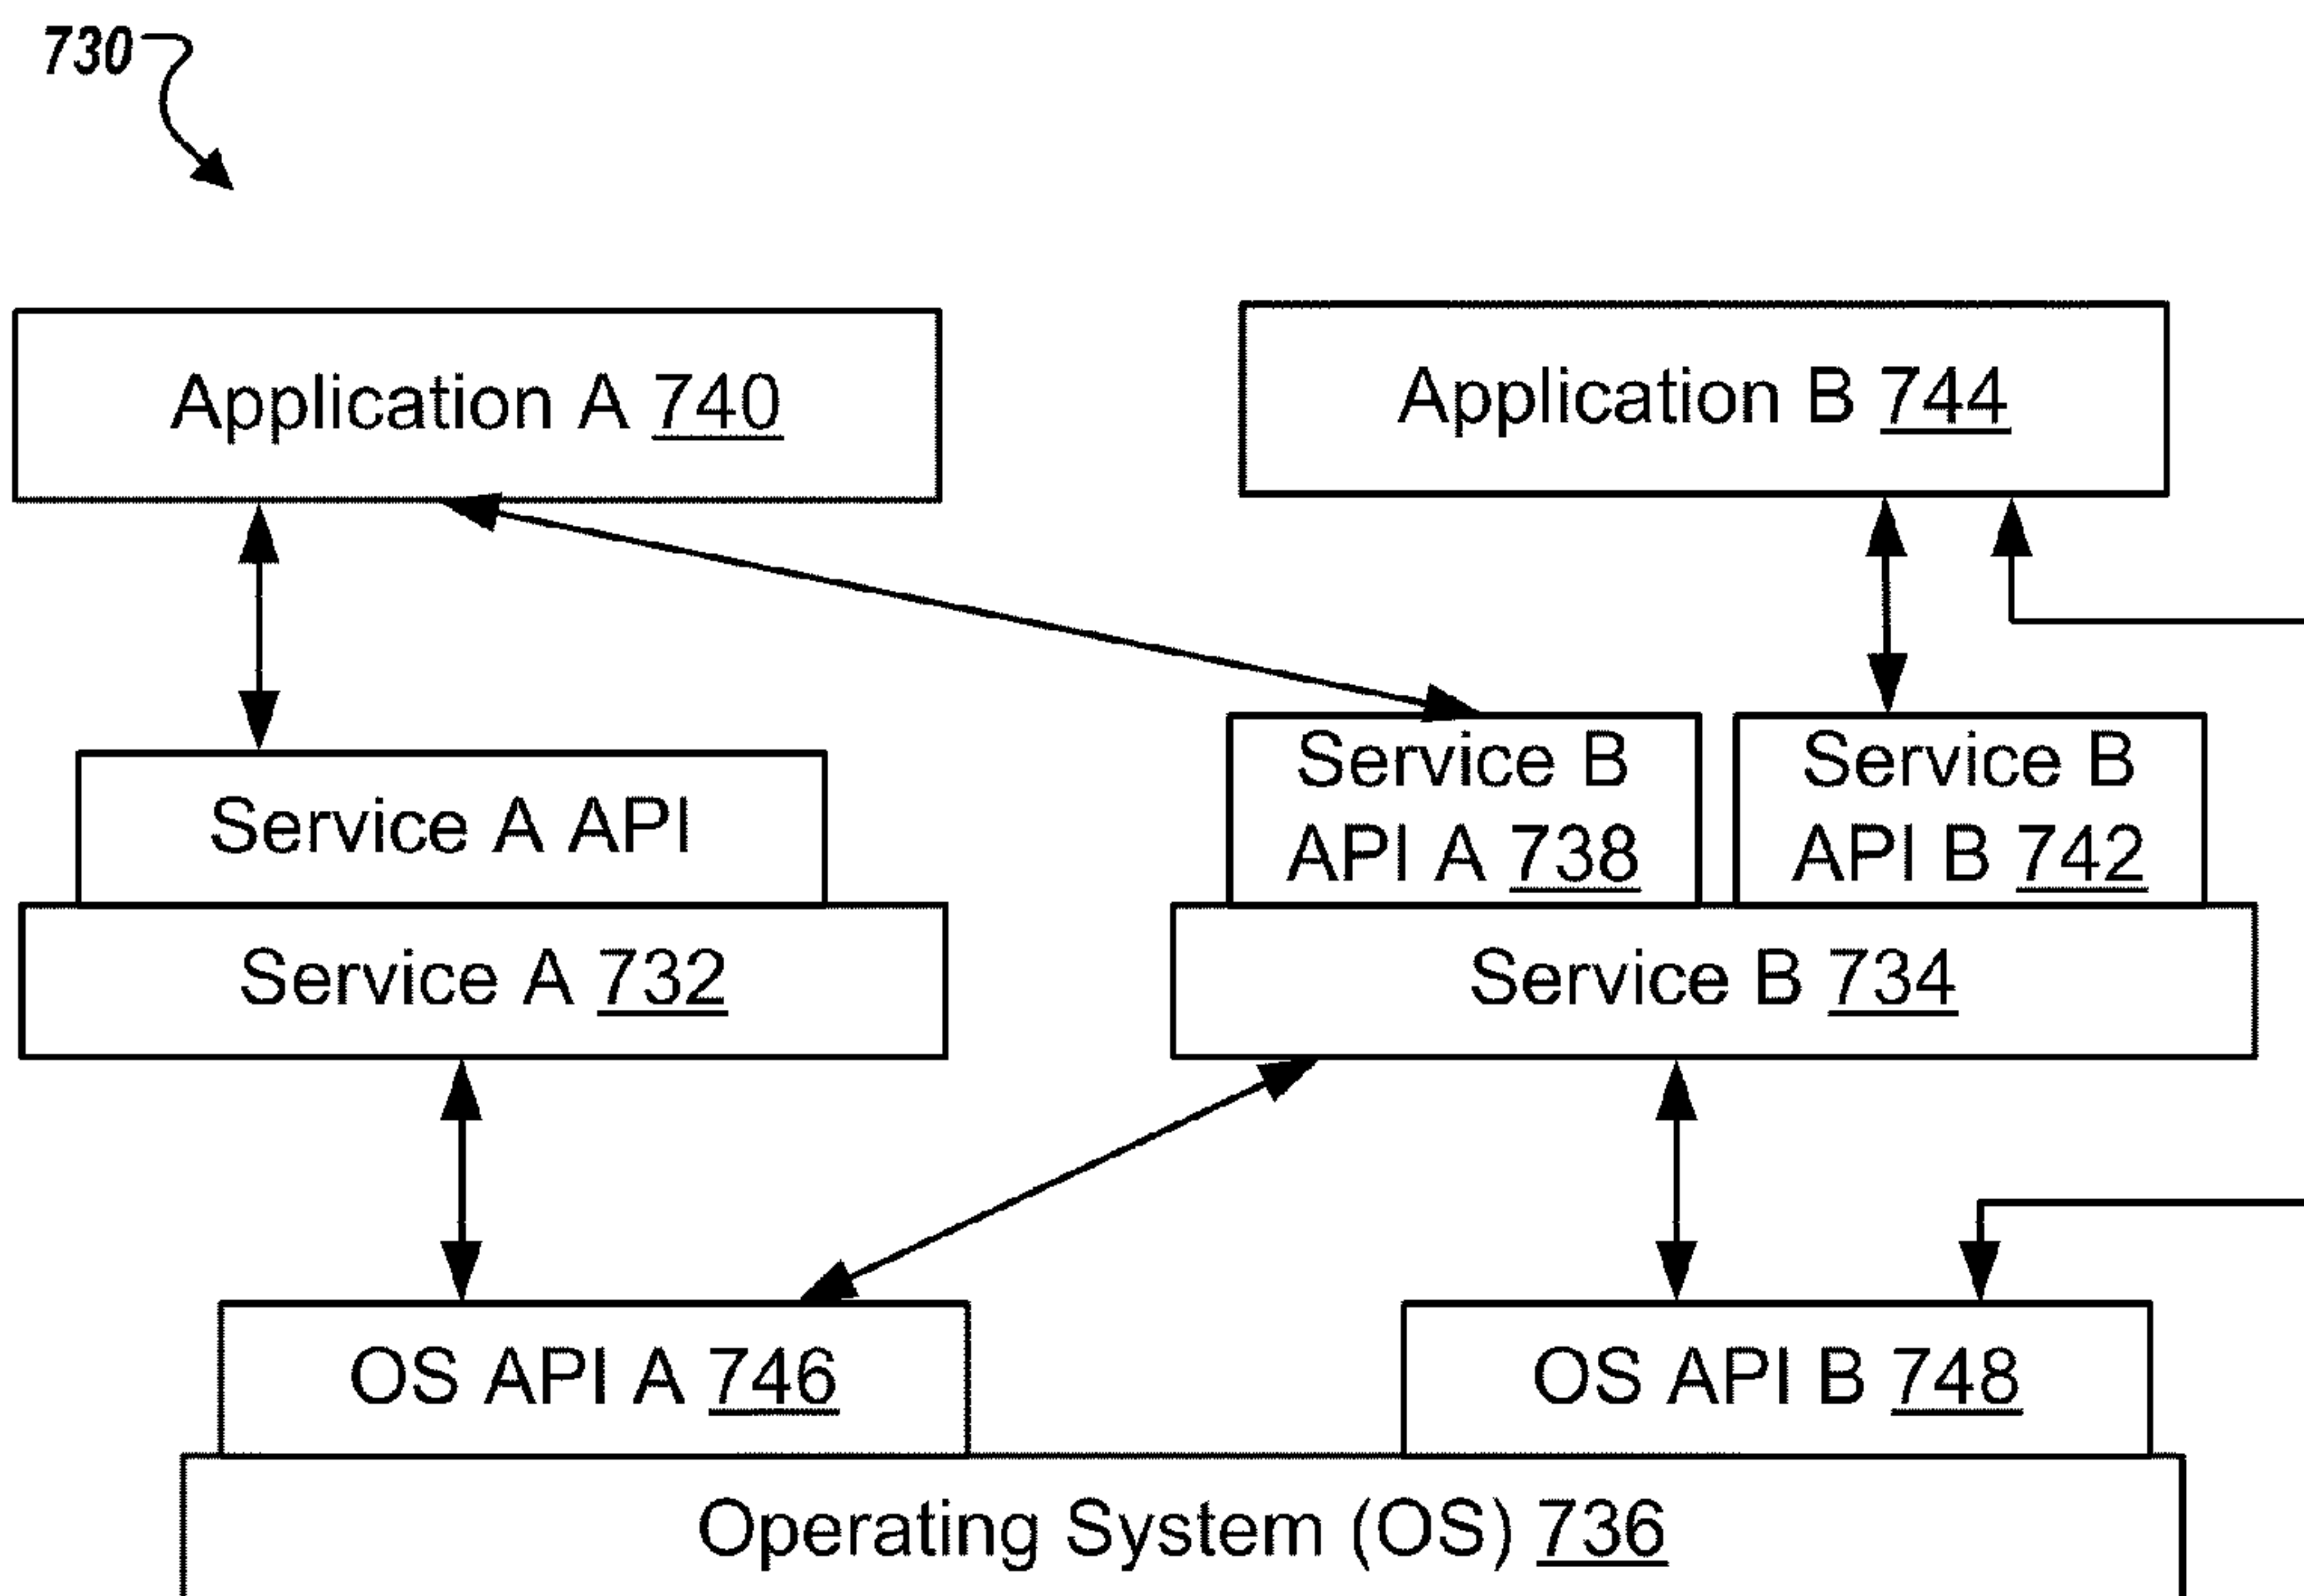 730
Application A 740
Application B 744
Service A API
Service B
API A 738
Service B
API B 742
Service A 732
Service B 734
OS API A 746
OS API B 748
Operating System (OS) 736